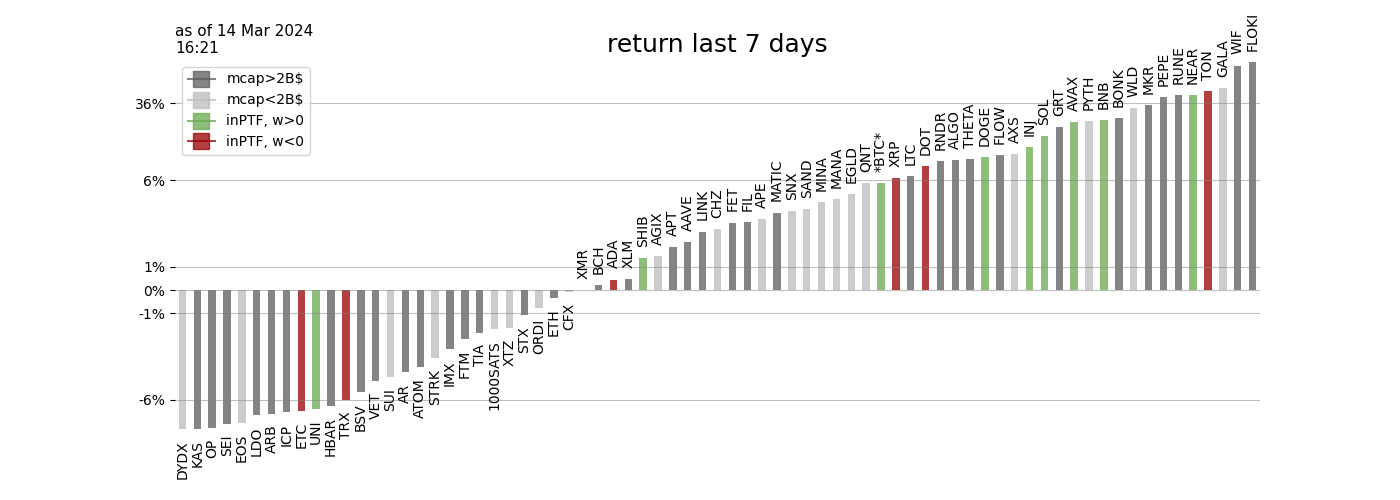 as of 14 Mar 2024
16:21
return last 7 days
mcap>2B$
mcap<2B$
inPTF, w>0
inPTF, w<0
36%
6%
1%
0%
-1%
-6%
DYDX
KAS
OP
SEI
EOS
LDO
ARB
ICP
ETC
UNI
HBAR
TRX
BSV
VET
SUI
AR
ATOM
STRK
IMX
FTM
TIA
1000SATS
XTZ
STX
ORDI
ETH
CFX
XMR
BCH
ADA
XLM
SHIB
AGIX
APT
AAVE
LINK
CHZ
FET
FIL
APE
MATIC
SNX
SAND
MINA
MANA
EGLD
QNT
*BTC*
XRP
LTC
DOT
RNDR
ALGO
THETA
DOGE
FLOW
AXS
INJ
SOL
GRT
AVAX
PYTH
BNB
BONK
WLD
MKR
PEPE
RUNE
NEAR
TON
GALA
WIF
FLOKI